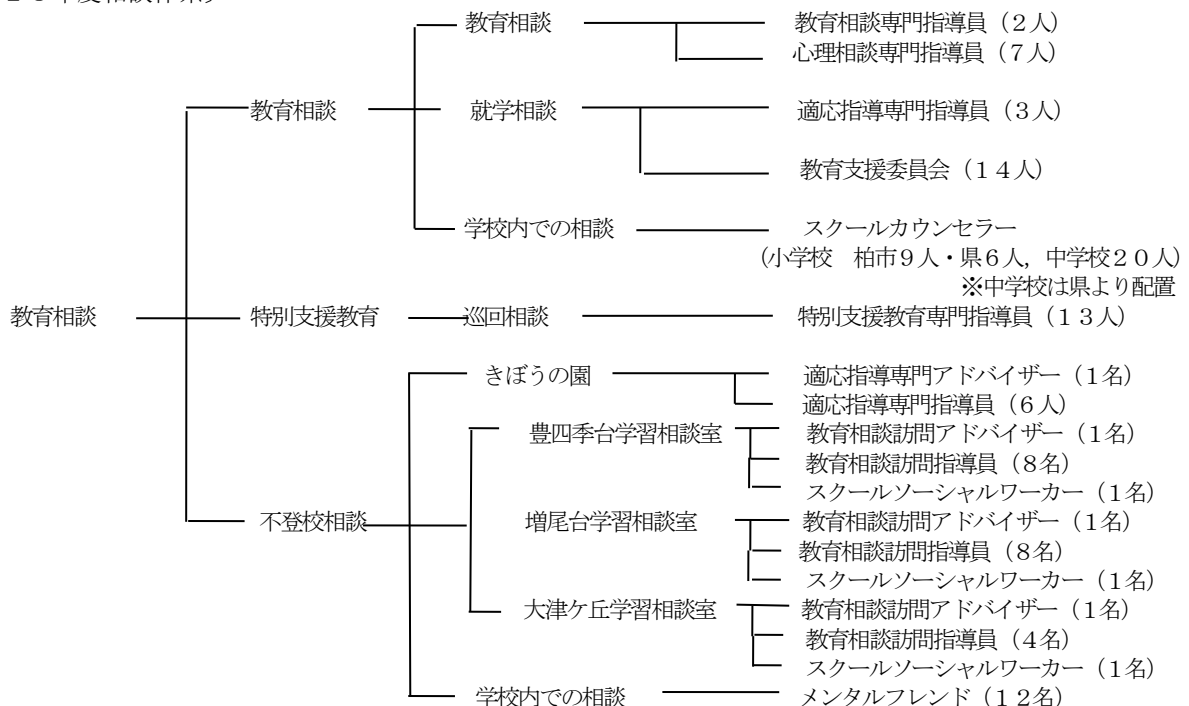 教育相談 教育相談専門指導員（２人）
心理相談専門指導員（７人）
教育相談 就学相談 適応指導専門指導員（３人）
教育支援委員会（１４人）
学校内での相談 スクールカウンセラー
（小学校　柏市９人・県６人，中学校２０人）
※中学校は県より配置
教育相談 特別支援教育 巡回相談 特別支援教育専門指導員（１３人）
きぼうの園 適応指導専門アドバイザー（１名）
適応指導専門指導員（６人）
豊四季台学習相談室 教育相談訪問アドバイザー（１名）
教育相談訪問指導員（８名）
スクールソーシャルワーカー（１名）
不登校相談 増尾台学習相談室 教育相談訪問アドバイザー（１名）
教育相談訪問指導員（８名）
スクールソーシャルワーカー（１名）
大津ケ丘学習相談室 教育相談訪問アドバイザー（１名）
教育相談訪問指導員（４名）
スクールソーシャルワーカー（１名）
学校内での相談 メンタルフレンド（１２名）